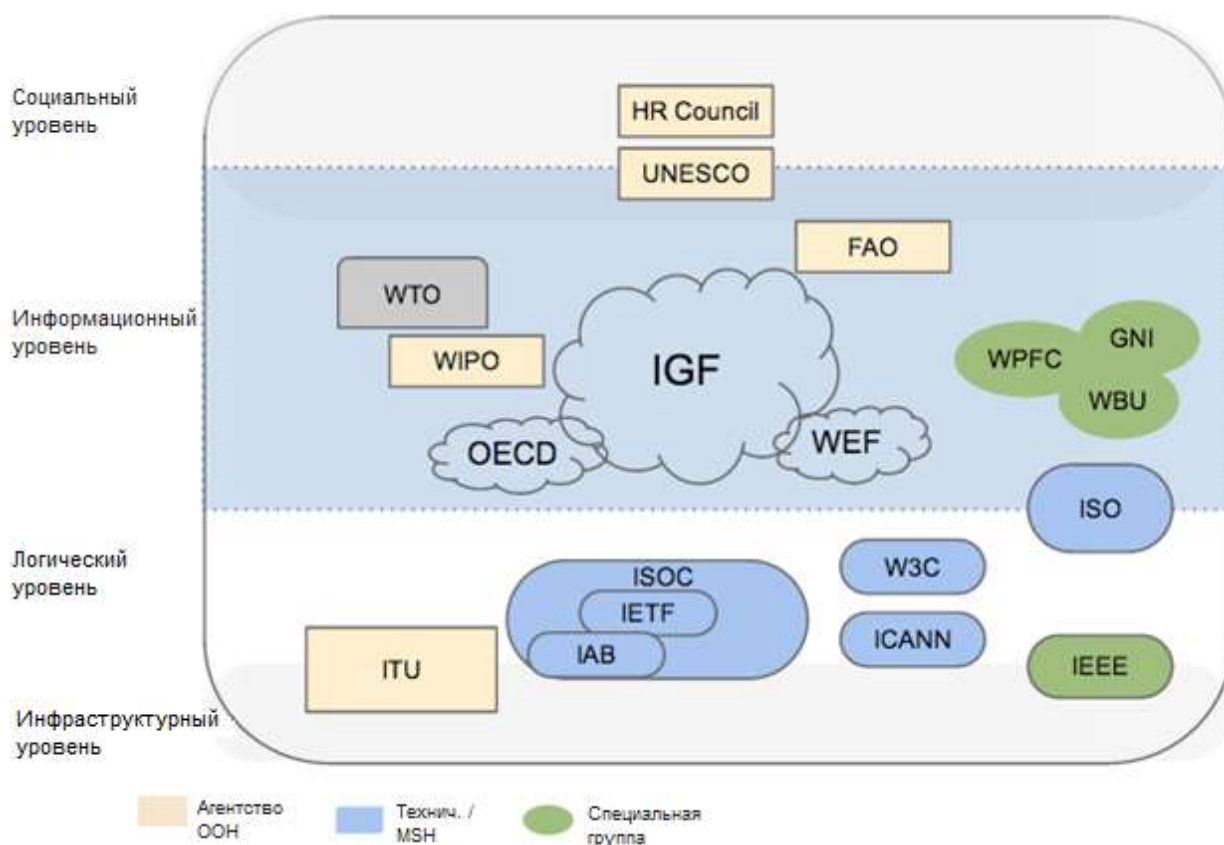 Социальный
уровень
HR Council
UNESCO
FAO
WTO
Информационный
уровень
WIPO
IGF
GNI
WPFC
WBU
OECD
WEF
ISO
Логический
уровень
ISOC
W3C
IETF
IAB
ICANN
ITU
IEEE
Инфраструктурный
уровень
Агентство
ООН
Технич. /
MSH
Специальная
группа